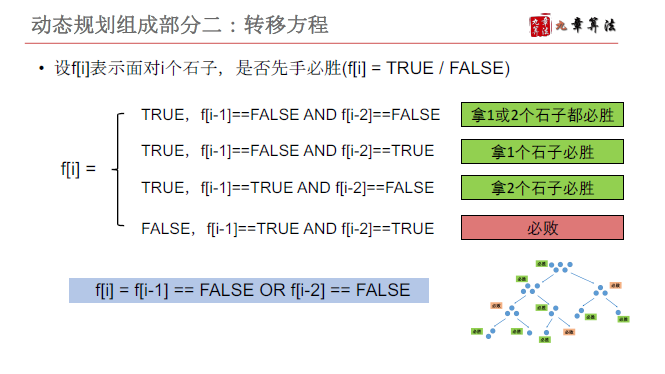 动态规划组成部分二：转移方程
九章算法
• 设f[i]表示面对i个石子，是否先手必胜(f[i] = TRUE / FALSE)
f[i] =
TRUE，f[i-1]==FALSE AND f[i-2]==FALSE 拿1或2个石子都必胜
TRUE，f[i-1]==FALSE AND f[i-2]==TRUE 拿1个石子必胜
TRUE，f[i-1]==TRUE AND f[i-2]==FALSE 拿2个石子必胜
FALSE，f[i-1]==TRUE AND f[i-2]==TRUE 必败
f[i] = f[i-1] == FALSE OR f[i-2] == FALSE
必胜
必胜 必败
必败 必胜 必胜 必胜
必胜 必胜 必胜 必败